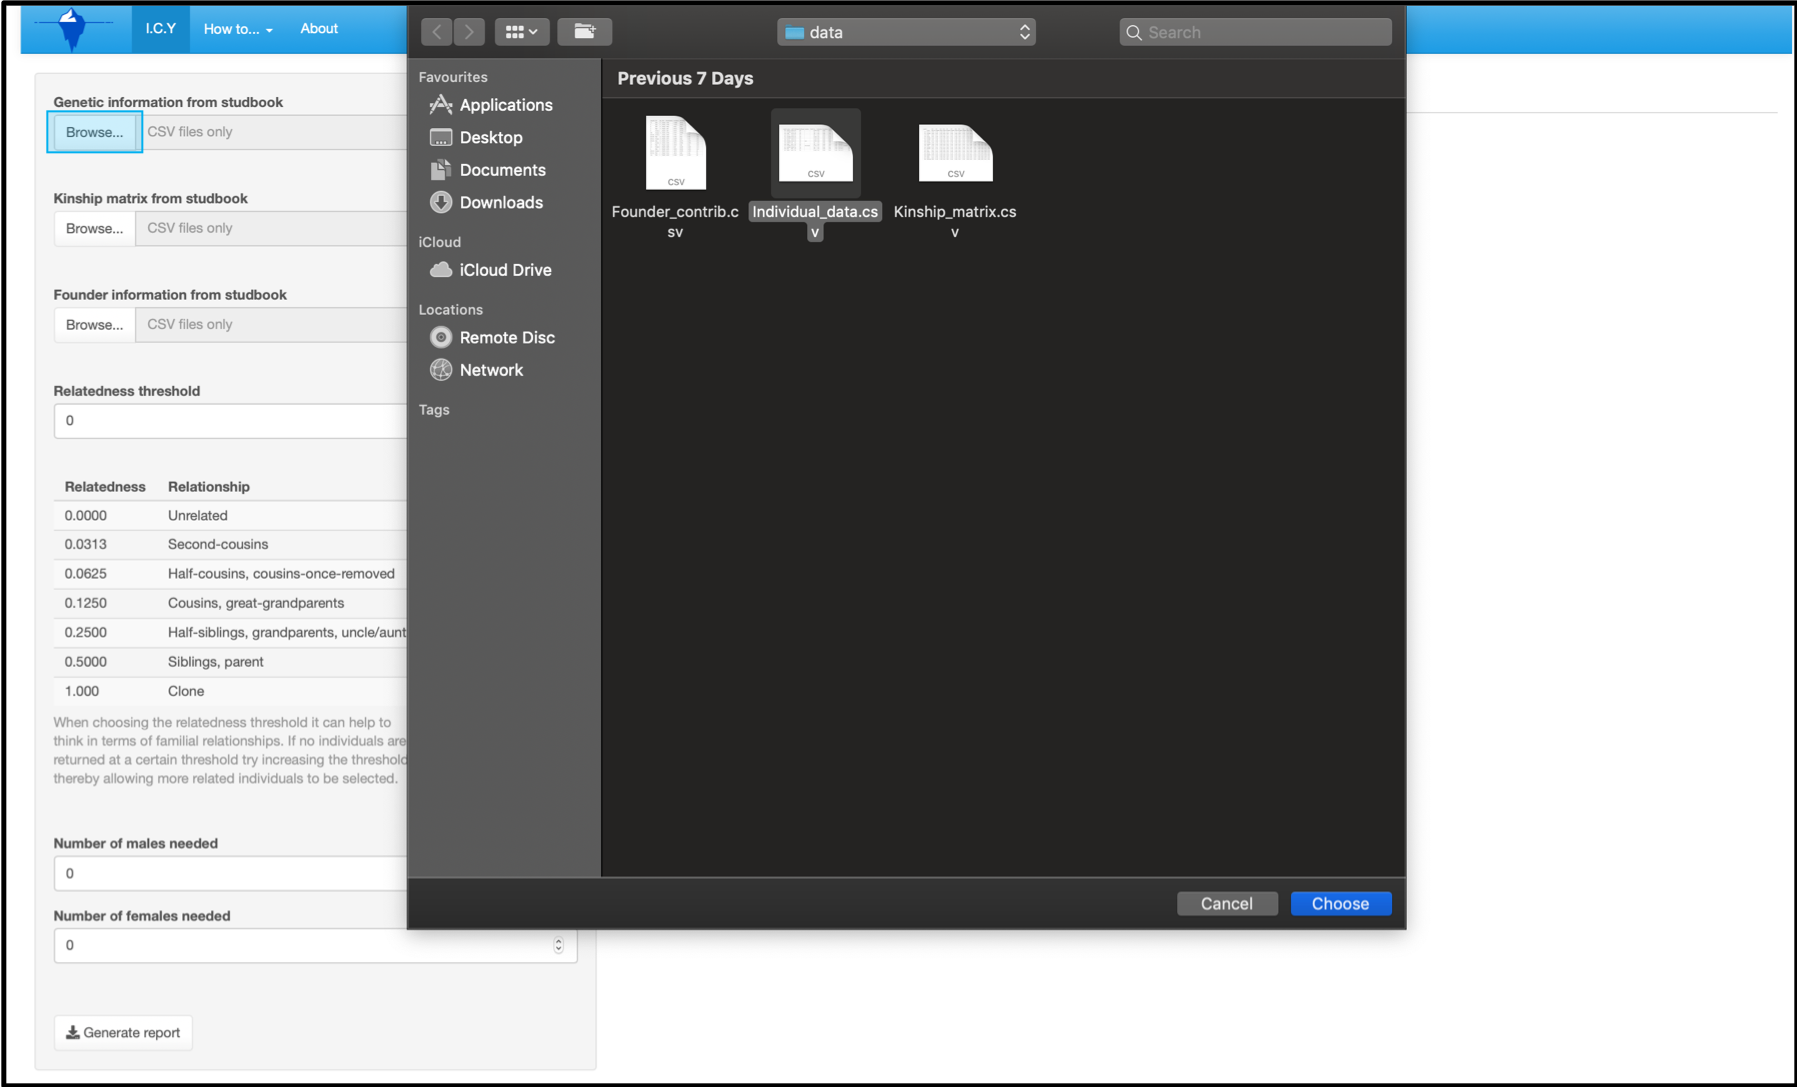 I.C.Y
How to...
About
Genetic information from studbook
Browse...
CSV files only
Kinship matrix from studbook
Browse...
CSV files only
Founder information from studbook
Browse...
CSV files only
Relatedness threshold
0
Relatedness Relationship
0.0000 Unrelated
0.0313 Second-cousins
0.0625 Half-cousins, cousins-once-removed
0.1250 Cousins, great-grandparents
0.2500 Half-siblings, grandparents, uncle/aunt
0.5000 Siblings, parent
1.000 Clone
When choosing the relatedness threshold it can help to
think in terms of familial relationships. If no individuals are
returned at a certain threshold try increasing the threshold
thereby allowing more related individuals to be selected.
Number of males needed
0
Number of females needed
0
Generate report
data
Search
Favourites
Applications
Desktop
Documents
Downloads
iCloud
iCloud Drive
Locations
Remote Disc
Network
Tags
Previous 7 Days
CSV
Founder_contrib.c
sv
CSV
Individual_data.cs
v
CSV
Kinship_matrix.cs
v
Cancel
Choose